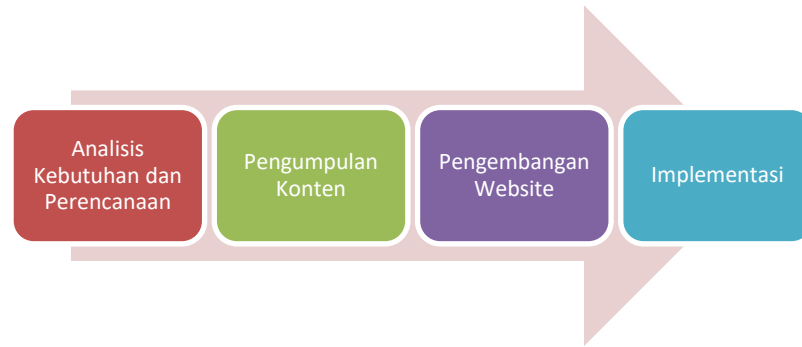 Analisis
Kebutuhan dan
Perencanaan
Pengumpulan
Konten
Pengembangan
Website
Implementasi